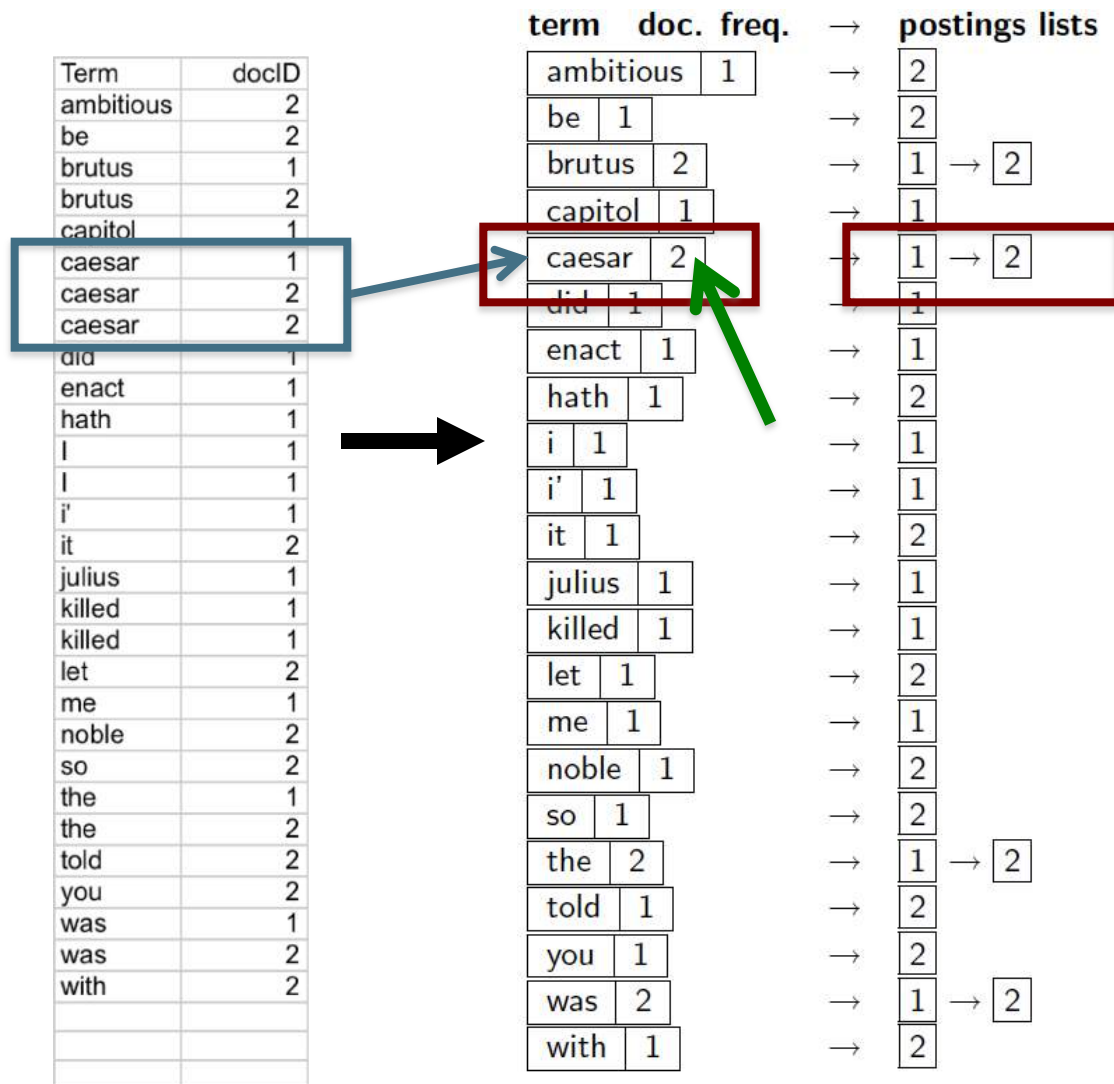 Term docID
ambitious 2
be 2
brutus 1
brutus 2
capitol 1
caesar 1
caesar 2
caesar 2
did 1
enact 1
hath 1
I 1
I 1
i' 1
it 2
julius 1
killed 1
killed 1
let 2
me 1
noble 2
so 2
the 1
the 2
told 2
you 2
was 1
was 2
with 2
term doc. freq. → postings lists
ambitious 1 → 2
be 1 → 2
brutus 2 → 1 → 2
capitol 1 → 1
caesar 2 → 1 → 2
did 1 → 1
enact 1 → 1
hath 1 → 2
i 1 → 1
i' 1 → 1
it 1 → 2
julius 1 → 1
killed 1 → 1
let 1 → 2
me 1 → 1
noble 1 → 2
so 1 → 2
the 2 → 1 → 2
told 1 → 2
you 1 → 2
was 2 → 1 → 2
with 1 → 2